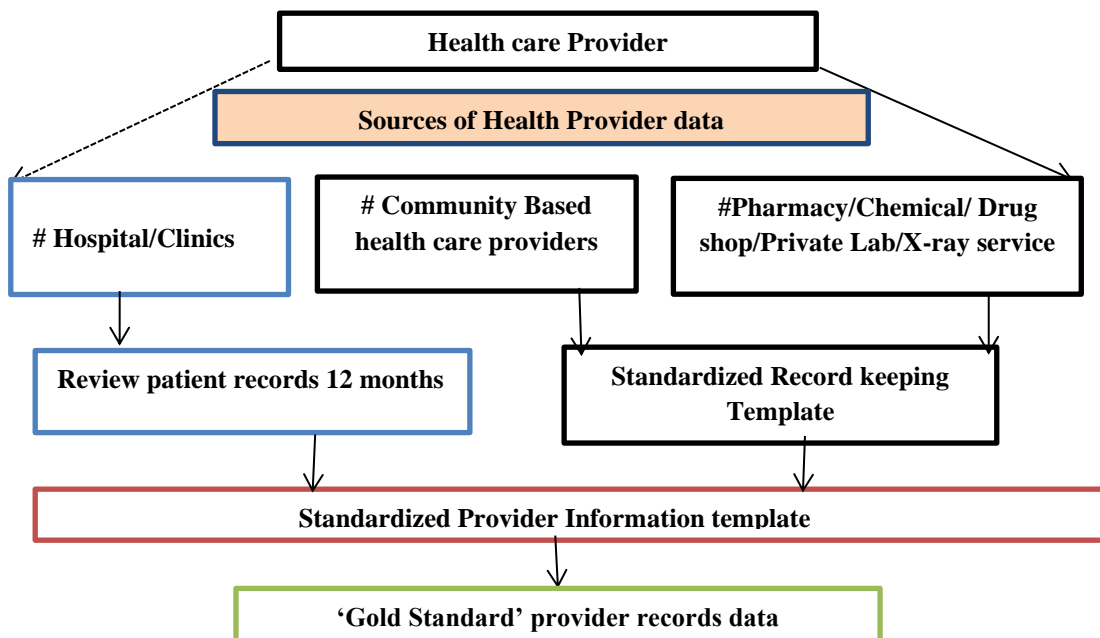 Health care Provider
Sources of Health Provider data
# Hospital/Clinics
# Community Based
health care providers
#Pharmacy/Chemical/ Drug
shop/Private Lab/X-ray service
Review patient records 12 months
Standardized Record keeping
Template
Standardized Provider Information template
‘Gold Standard’ provider records data